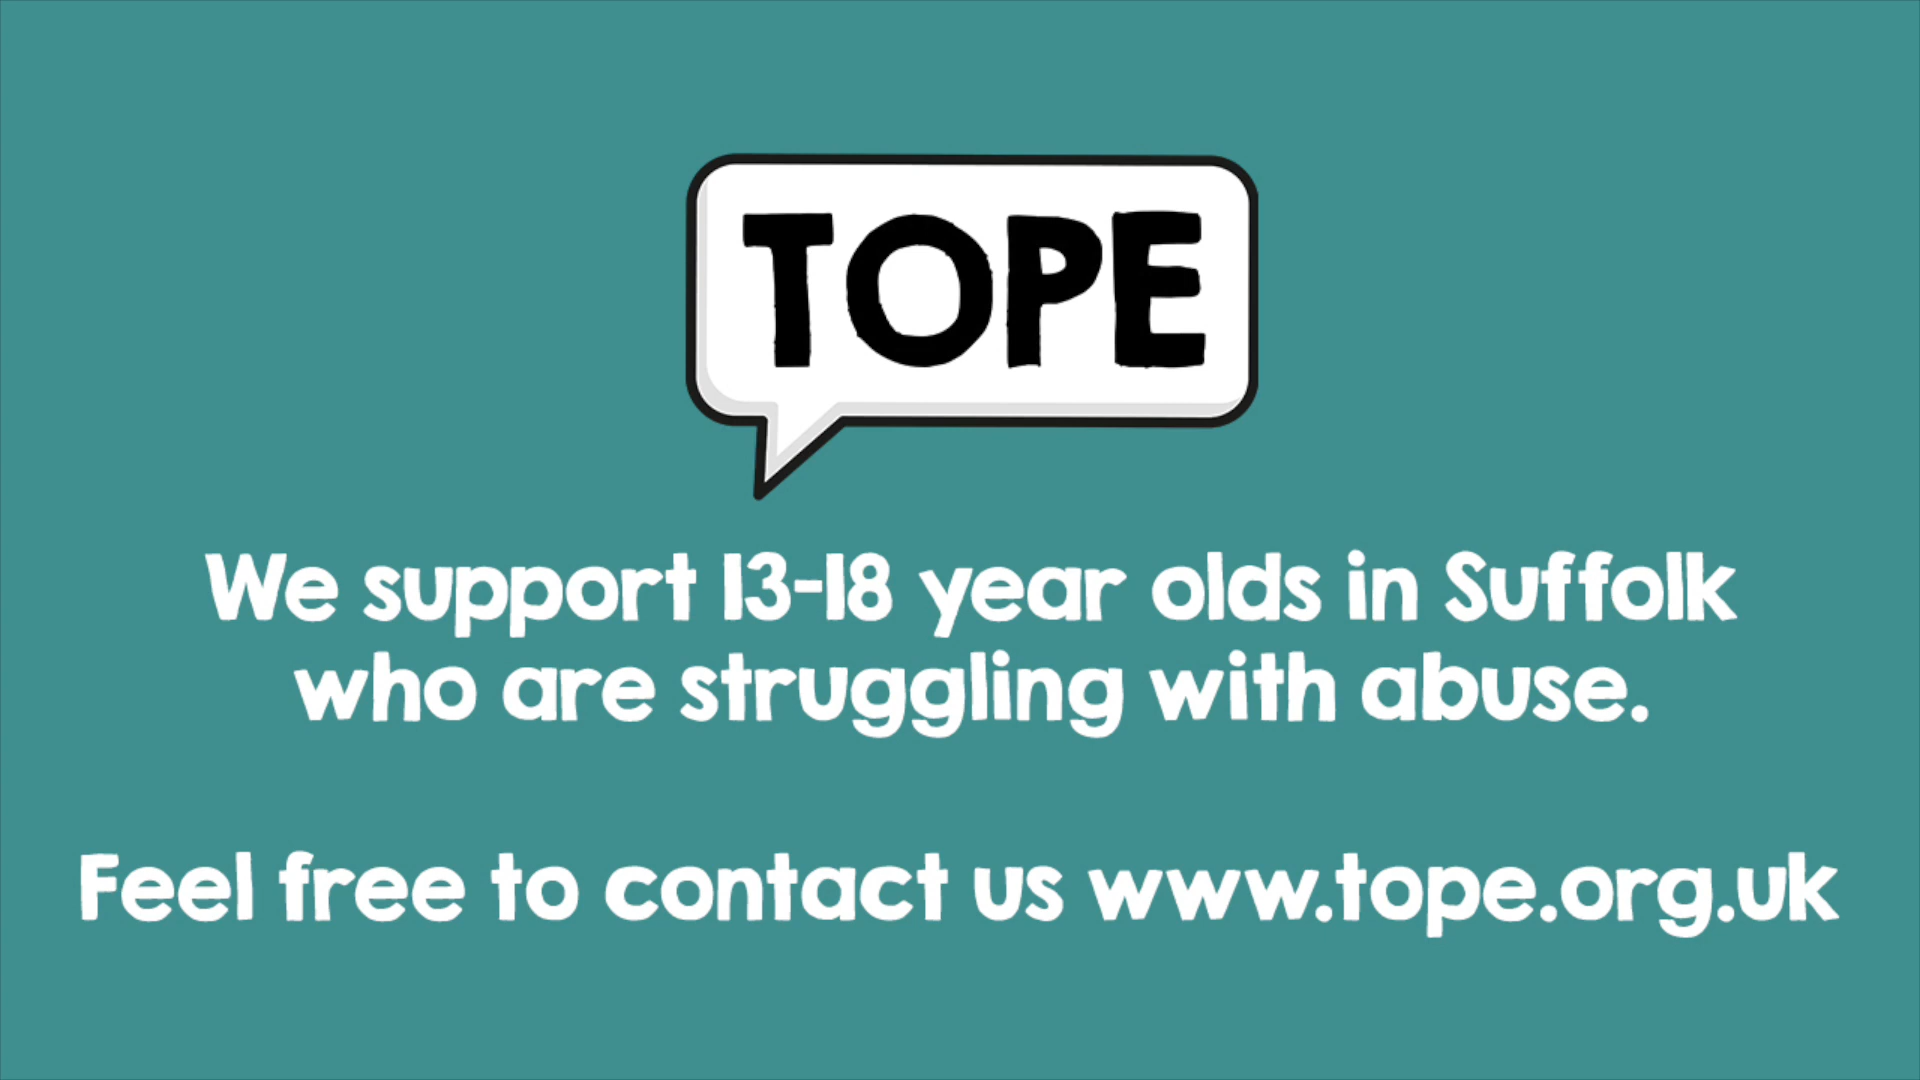 TOPE
We support 13-18 year olds in Suffolk
who are struggling with abuse.
Feel free to contact us www.tope.org.uk